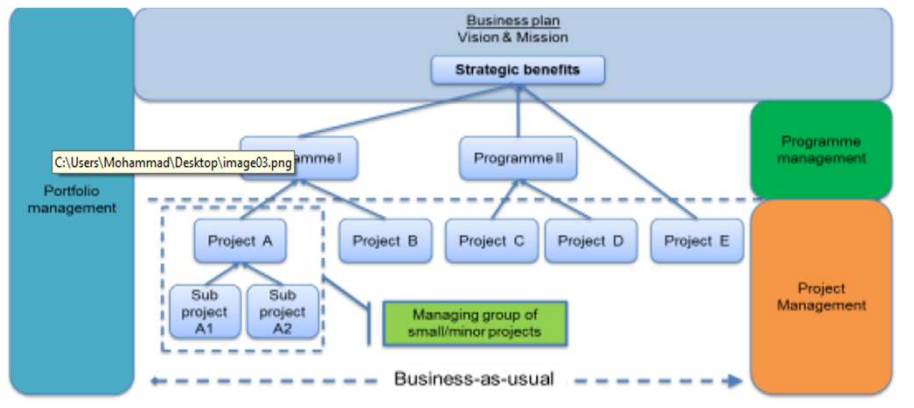 Business plan
Vision & Mission
Strategic benefits
Programme
management
C:\Users\Mohammad\Desktop\image03.png
mme I
Programme II
Portfolio
management
Project A
Project B
Project C
Project D
Project E
Project
Management
Sub
project
A1
Sub
project
A2
Managing group of
small/minor projects
Business-as-usual